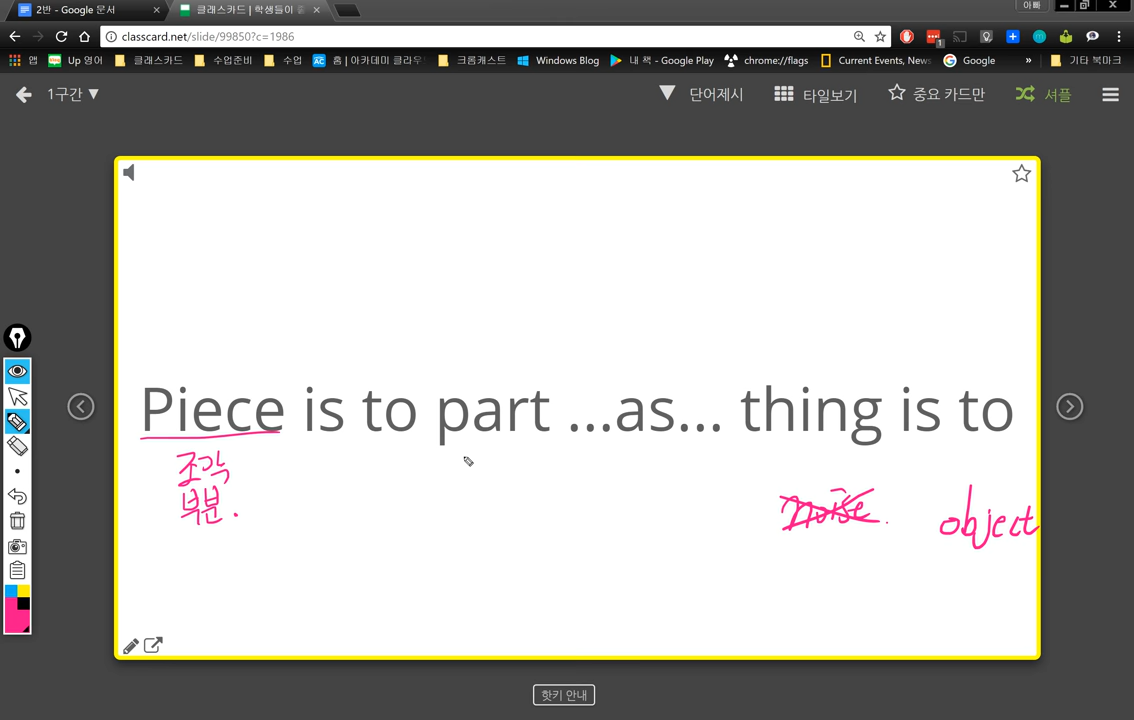 2반 - Google 문서
클래스카드 | 학생들이 좋
아빠
classcard.net/slide/99850?c=1986
1
앱
Up 영어
클래스카드
수업준비
수업
홈 | 아카데미 클라우
크롬캐스트
Windows Blog
내 책 - Google Play
chrome://flags
Current Events, News
Google
»
기타 북마크
1구간 ▼
단어제시
타일보기
중요 카드만
셔플
Piece is to part ...as... thing is to
조각
부분.
noise.
object
핫키 안내